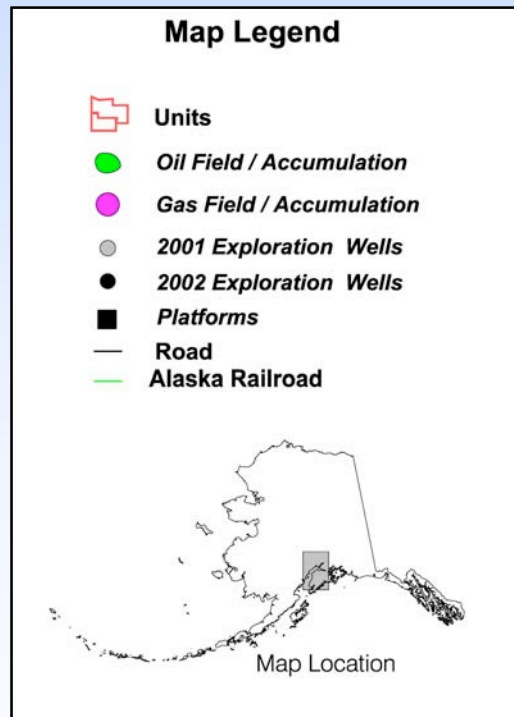 Map Legend
Units
Oil Field / Accumulation
Gas Field / Accumulation
2001 Exploration Wells
2002 Exploration Wells
Platforms
Road
Alaska Railroad
Map Location